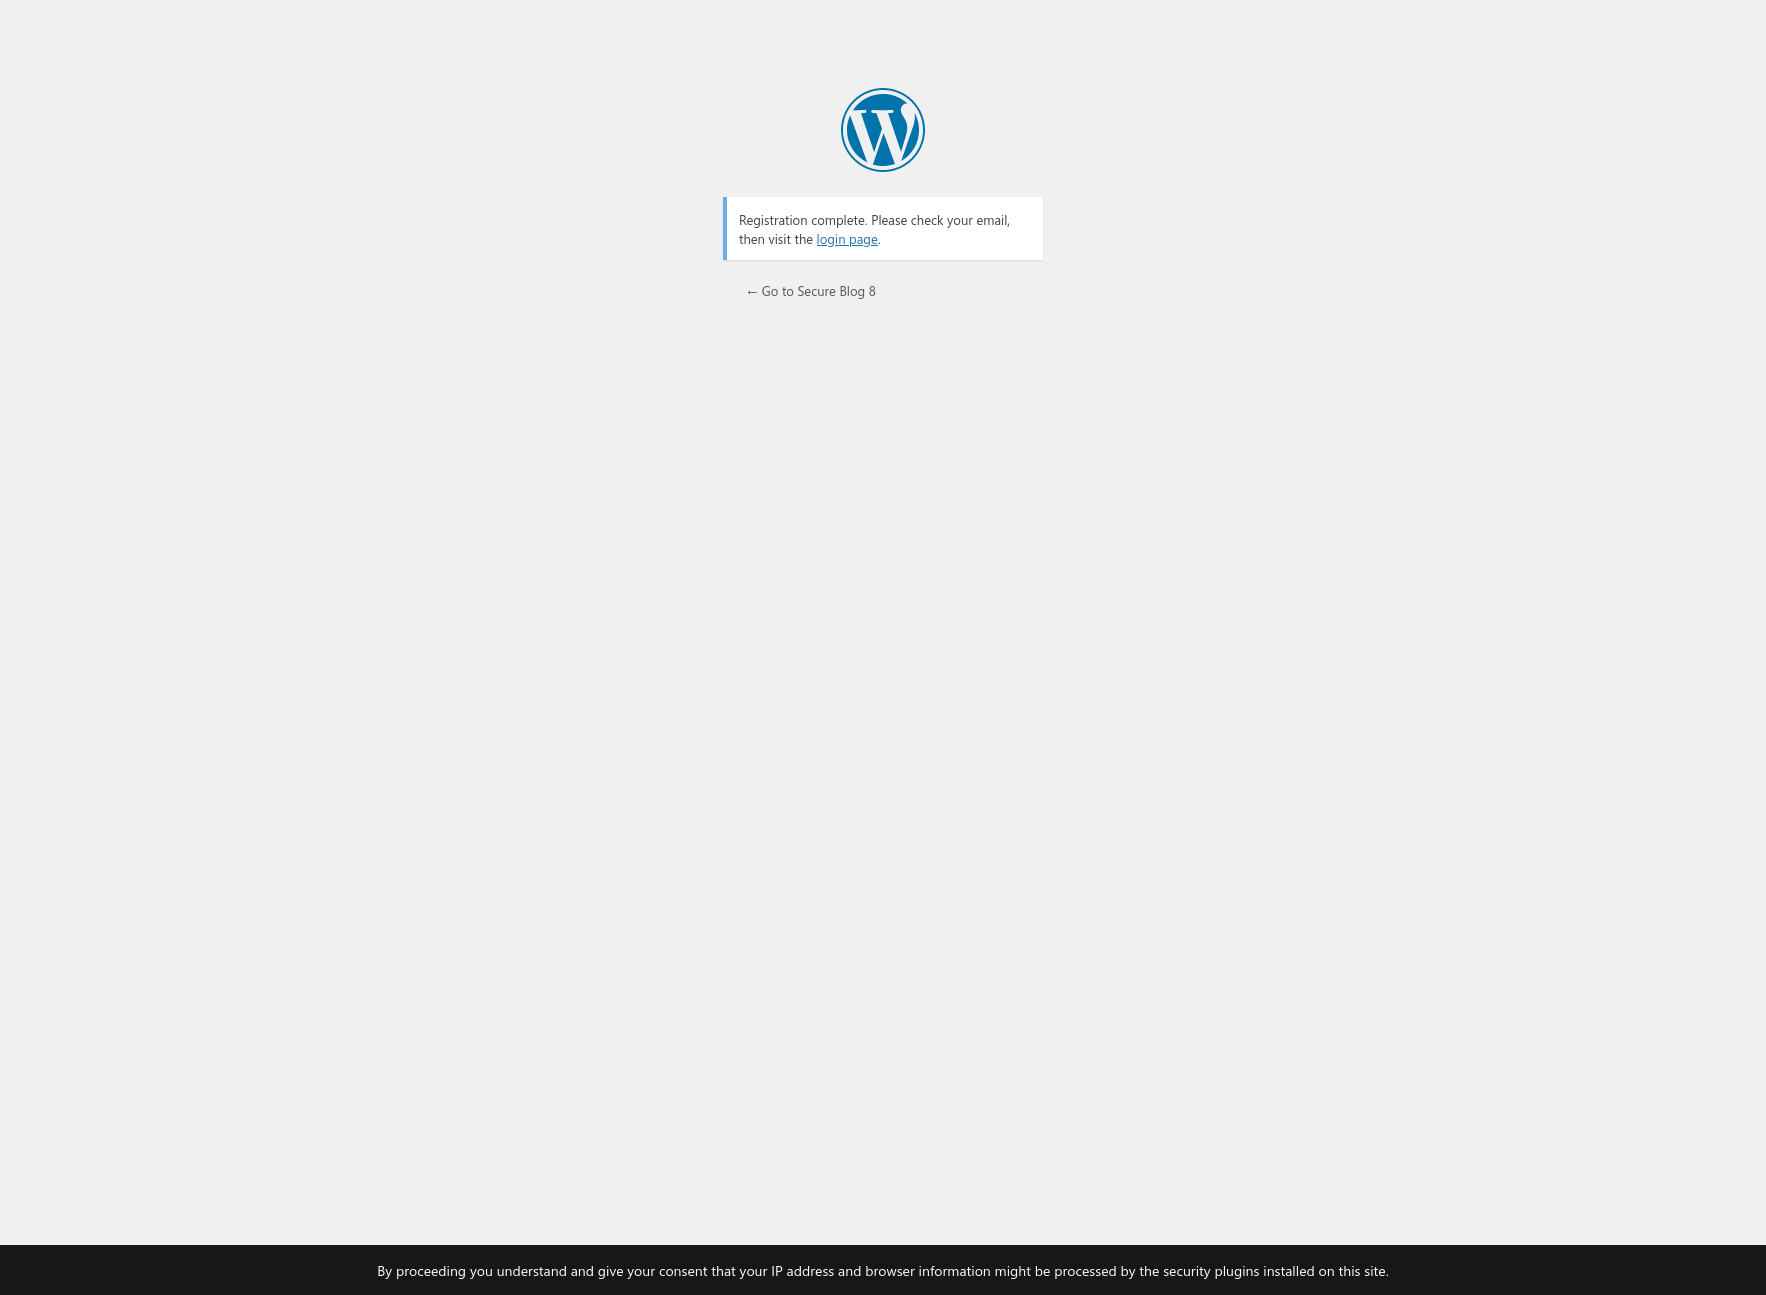 Registration complete. Please check your email,
then visit the login page.
← Go to Secure Blog 8
By proceeding you understand and give your consent that your IP address and browser information might be processed by the security plugins installed on this site.